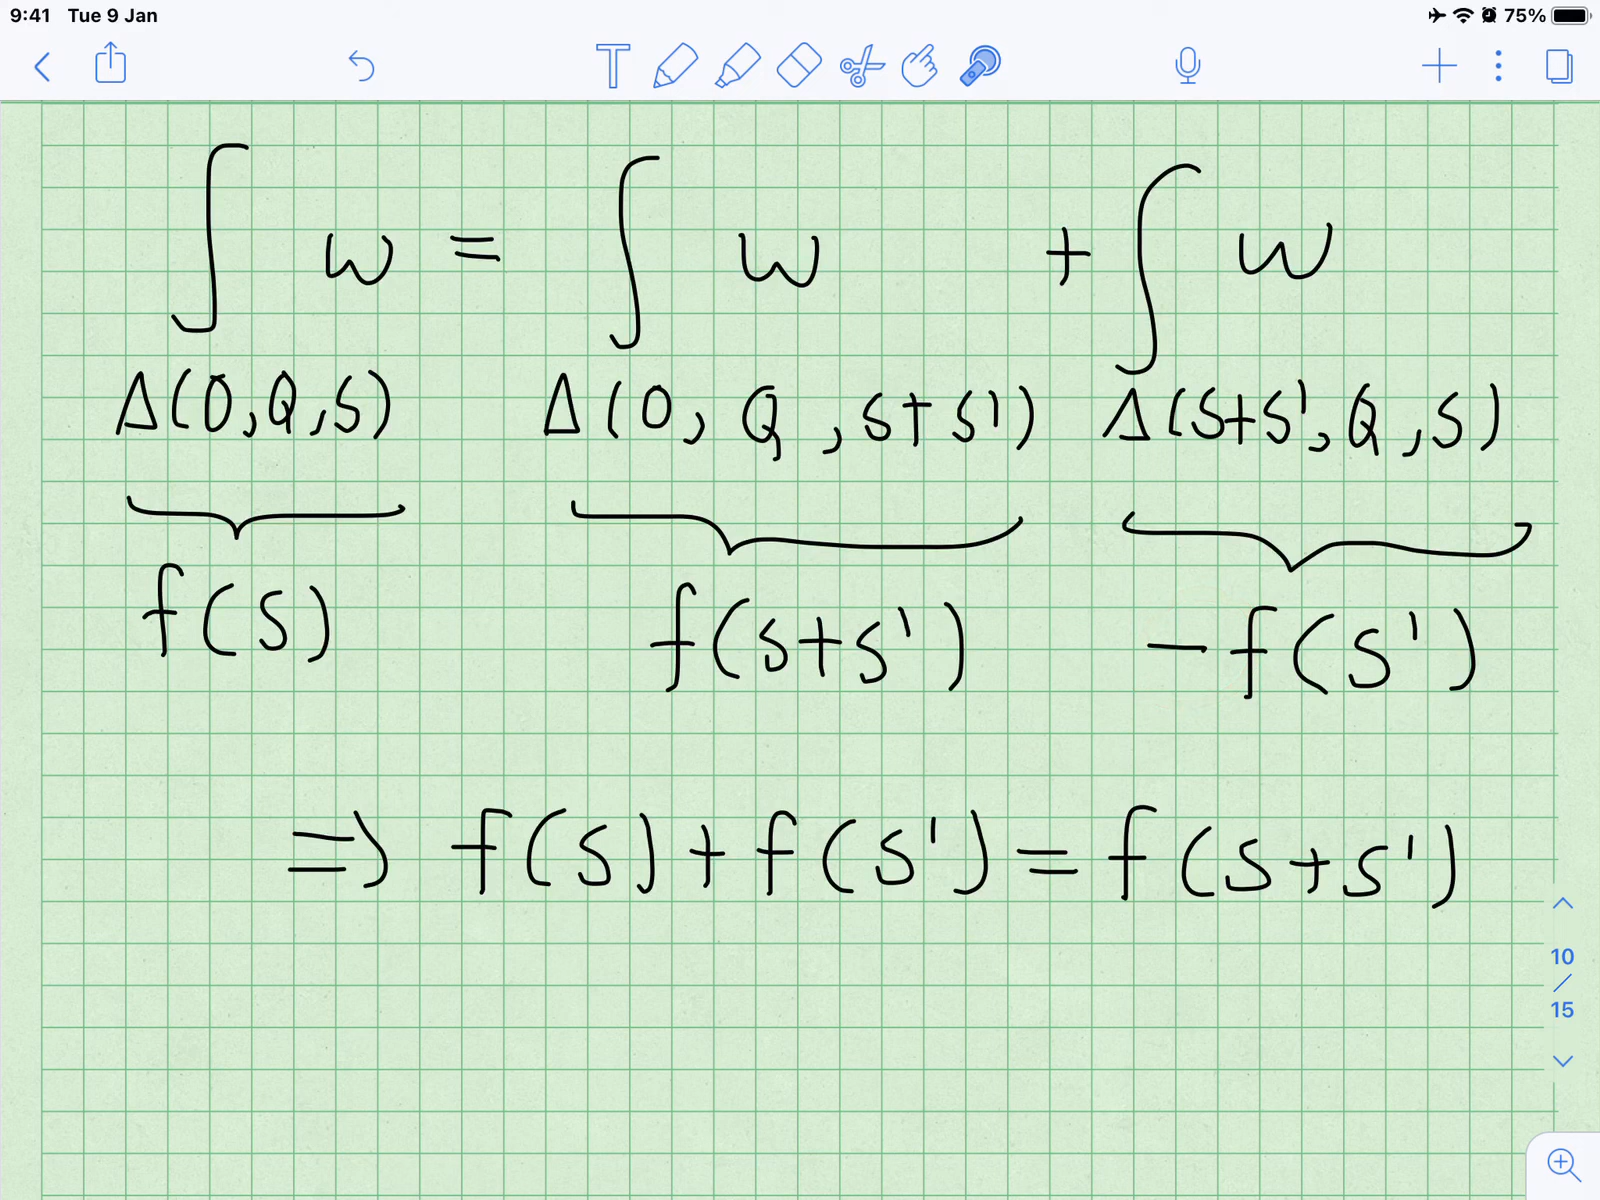 9:41 Tue 9 Jan 75%
T
∫ w = ∫ w + ∫ w
Δ(0,Q,S) Δ(0, Q, S+S') Δ(S+S', Q, S)
f(S) f(S+S') -f(S')
=> f(S) + f(S') = f(S+S')
10
/
15